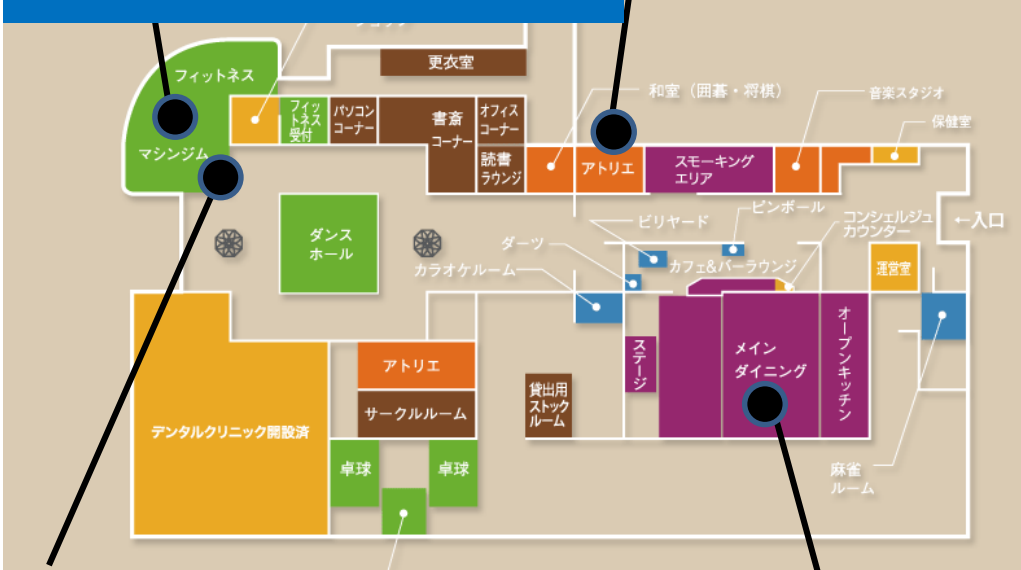 更衣室
フィットネス
和室（囲碁・将棋）
音楽スタジオ
フィッ
トネス
受付
パソコン
コーナー
書斎
コーナー
オフィス
コーナー
保健室
マシンジム
読書
ラウンジ
アトリエ
スモーキング
エリア
ピンボール
ビリヤード
コンシェルジュ
カウンター
←入口
ダンス
ホール
ダーツ
カラオケルーム
カフェ&バーラウンジ
運営室
オープンキッチン
ステージ
メイン
ダイニング
アトリエ
貸出用
ストック
ルーム
サークルルーム
デンタルクリニック開設済
卓球
卓球
麻雀
ルーム